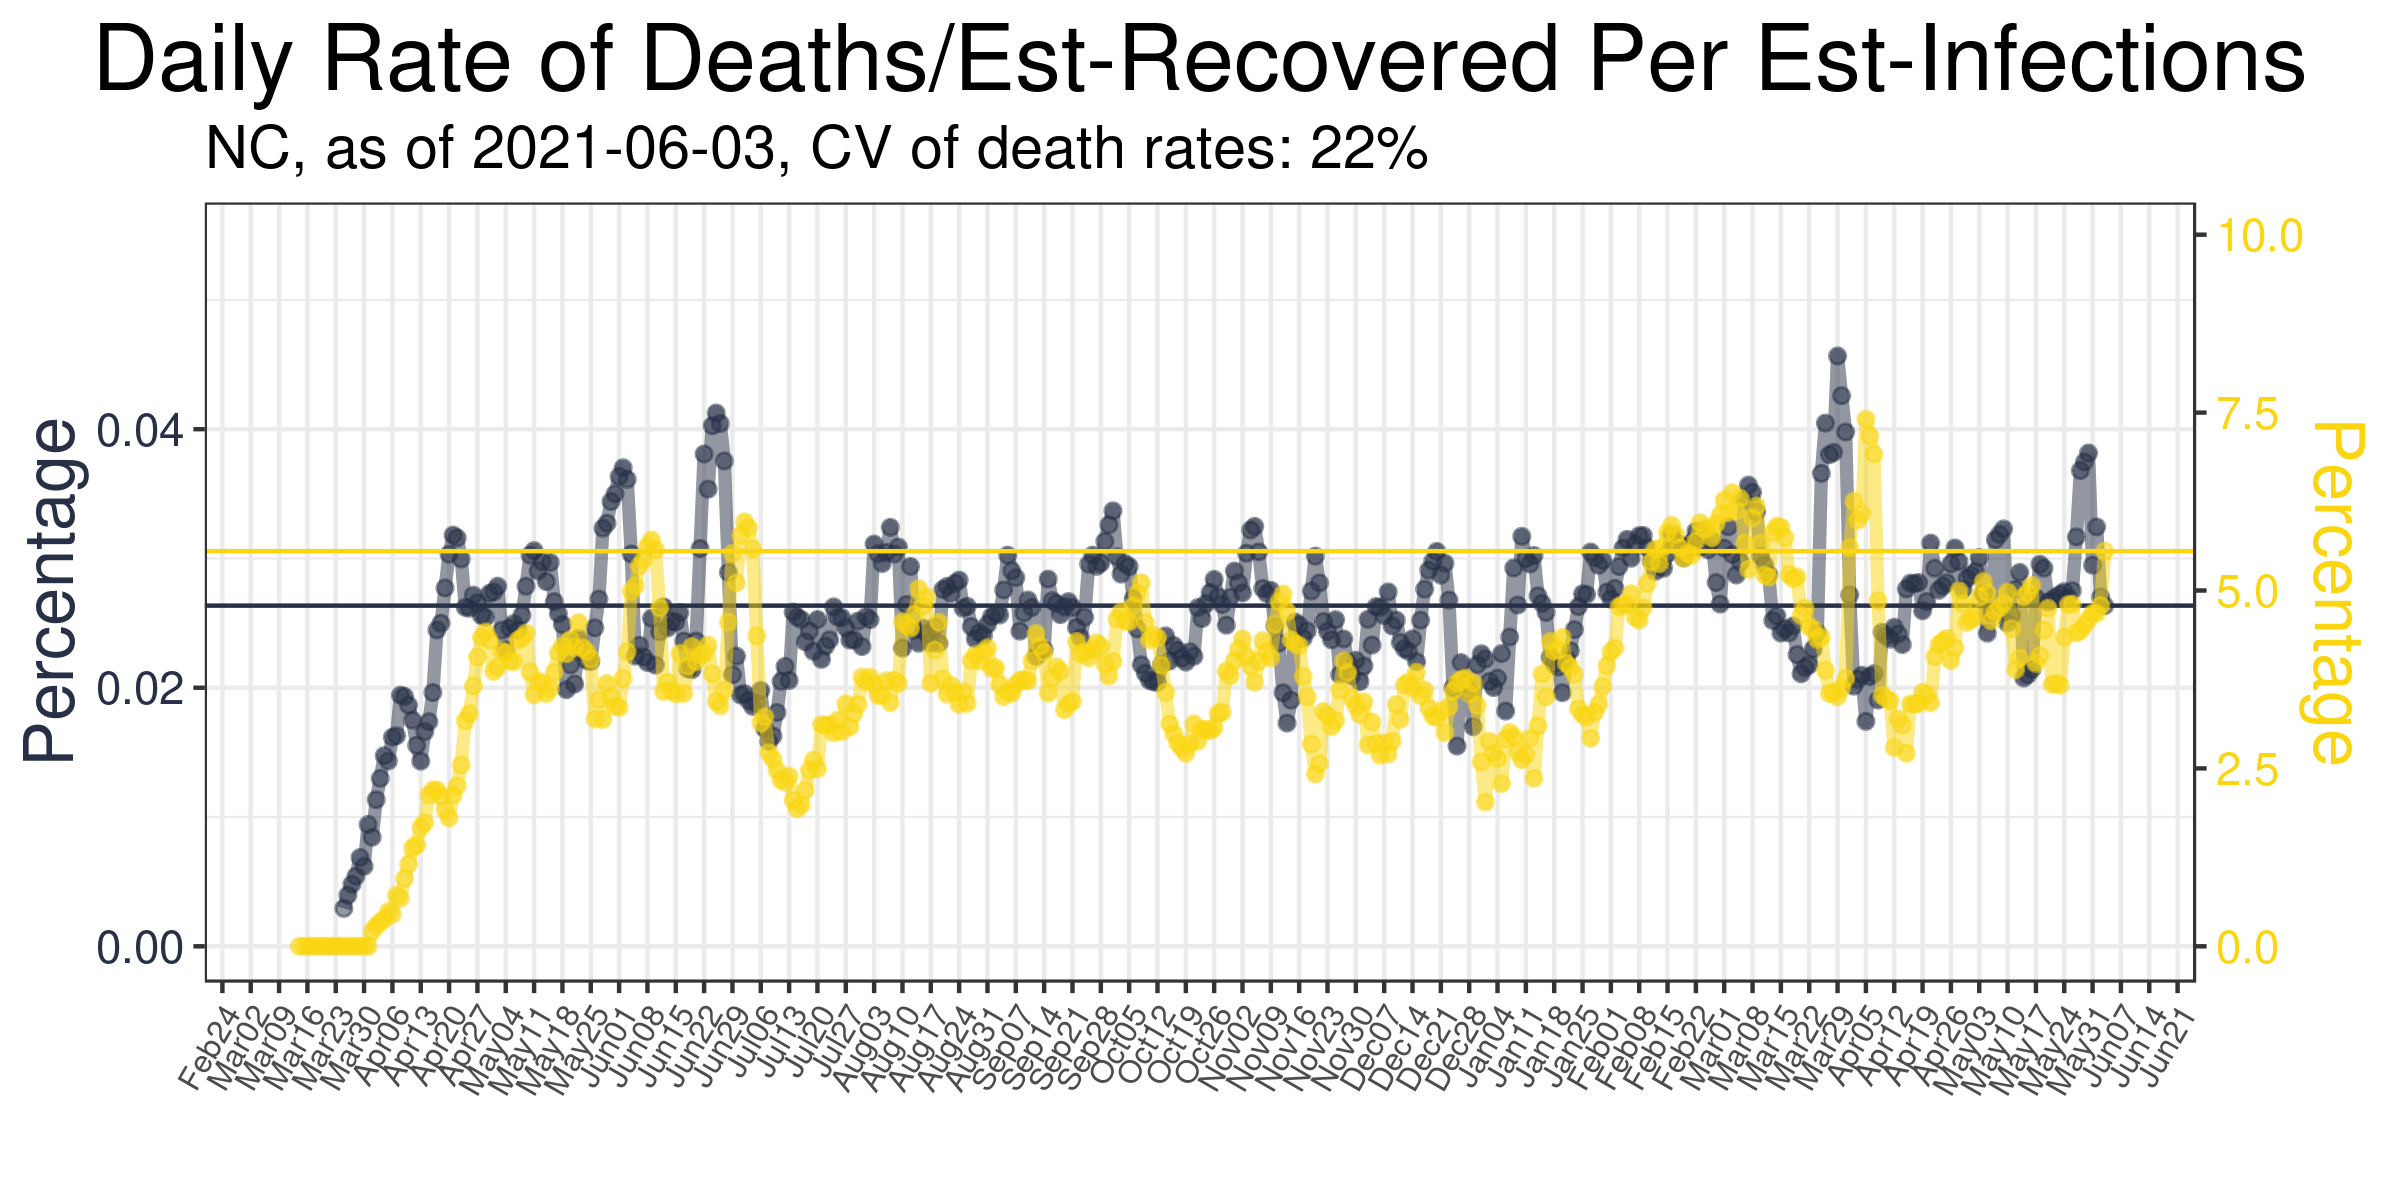 Daily Rate of Deaths/Est-Recovered Per Est-Infections
NC, as of 2021-06-03, CV of death rates: 22%
Percentage
0.04
0.02
0.00
10.0
7.5
5.0
2.5
0.0
Percentage
Feb24
Mar02
Mar09
Mar16
Mar23
Mar30
Apr06
Apr13
Apr20
Apr27
May04
May11
May18
May25
Jun01
Jun08
Jun15
Jun22
Jun29
Jul06
Jul13
Jul20
Jul27
Aug03
Aug10
Aug17
Aug24
Aug31
Sep07
Sep14
Sep21
Sep28
Oct05
Oct12
Oct19
Oct26
Nov02
Nov09
Nov16
Nov23
Nov30
Dec07
Dec14
Dec21
Dec28
Jan04
Jan11
Jan18
Jan25
Feb01
Feb08
Feb15
Feb22
Mar01
Mar08
Mar15
Mar22
Mar29
Apr05
Apr12
Apr19
Apr26
May03
May10
May17
May24
May31
Jun07
Jun14
Jun21